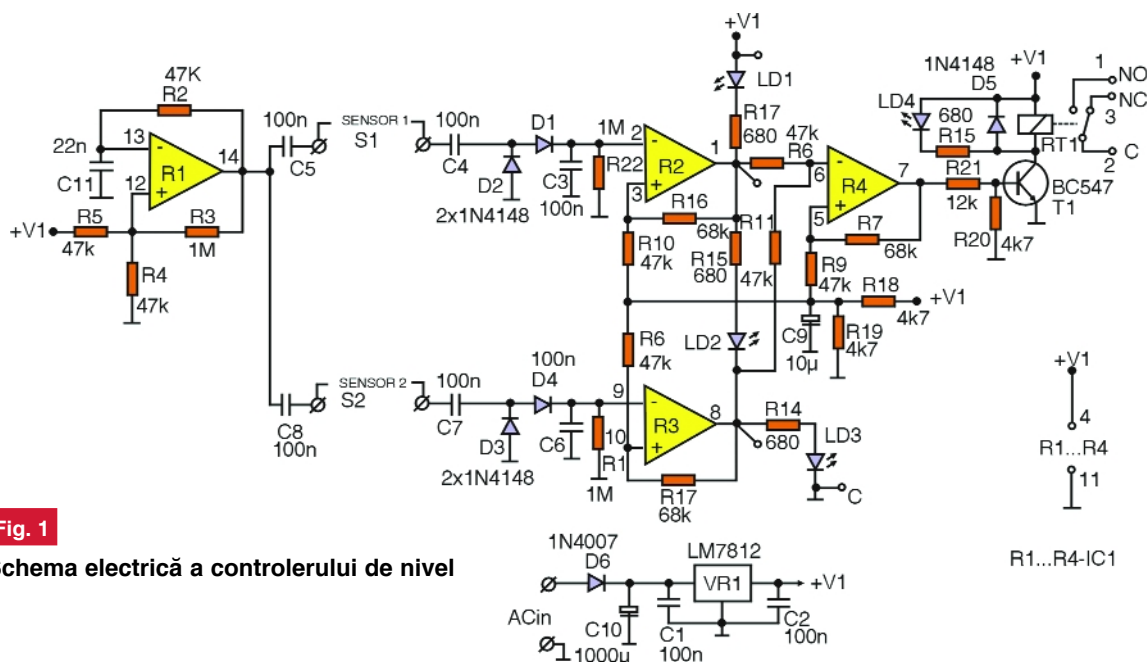 47K
R2
22n
13
-
R1
14
12
+
C11
R5
+V1
47k
R3
1M
R4
47k
100n
C5
SENSOR 1
S1
100n
C4
D1
D2
2x1N4148
C3
100n
1M
R22
2
-
R2
1
3
+
R16
68k
R10
47k
+V1
LD1
R17
680
47k
R6
R15
680
R11
47k
6
-
R4
7
5
+
R7
68k
R9
47k
R18
4k7
+V1
C9
10µ
R19
4k7
1N4148
D5
+V1
LD4
680
R15
RT1
1
NO
NC
3
C
2
R21
12k
R20
4k7
BC547
T1
C8
100n
SENSOR 2
S2
100n
C7
100n
D4
D3
2x1N4148
C6
R1
1M
R6
47k
9
-
R3
8
10
+
R17
68k
LD2
R14
680
LD3
C
+V1
4
R1...R4
11
R1...R4-IC1
Fig. 1
Schema electrică a controlerului de nivel
1N4007
D6
ACin
C10
1000µ
C1
100n
LM7812
VR1
C2
100n
+V1